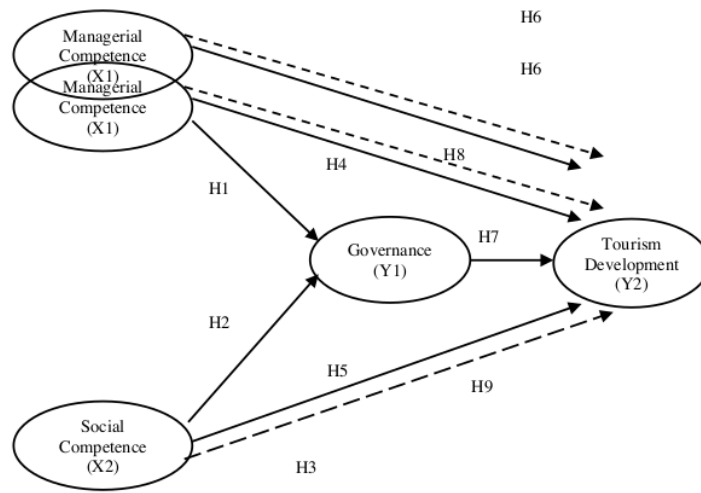 H6
Managerial
Competence
(X1)
H6
Managerial
Competence
(X1)
H4
H8
H1
Governance
(Y1)
H7
Tourism
Development
(Y2)
H2
H5
H9
Social
Competence
(X2)
H3